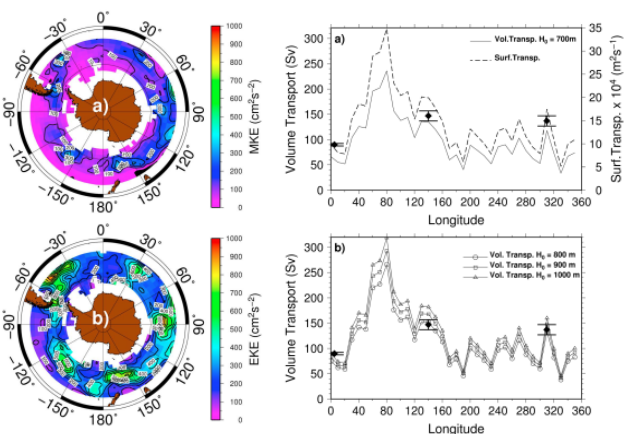 −30˚ 0˚ 30˚
−60˚ 60˚
−90˚ a) 90˚
−120˚ 120˚
−150˚ 180˚ 150˚
1000
900
800
700
600
500
400
300
200
100
0
MKE (cm²s⁻²)
−30˚ 0˚ 30˚
−60˚ 60˚
−90˚ b) 90˚
−120˚ 120˚
−150˚ 180˚ 150˚
1000
900
800
700
600
500
400
300
200
100
0
EKE (cm²s⁻²)
a)
Vol.Transp. H₀ = 700m
Surf.Transp.
300
250
200
150
100
50
0
Volume Transport (Sv)
35
30
25
20
15
10
5
0
Surf.Transp. x 10⁴ (m²s⁻¹)
0 40 80 120 160 200 240 280 320 360
Longitude
b)
Vol. Transp. H₀ = 800 m
Vol. Transp. H₀ = 900 m
Vol. Transp. H₀ = 1000 m
300
250
200
150
100
50
0
Volume Transport (Sv)
0 40 80 120 160 200 240 280 320 360
Longitude